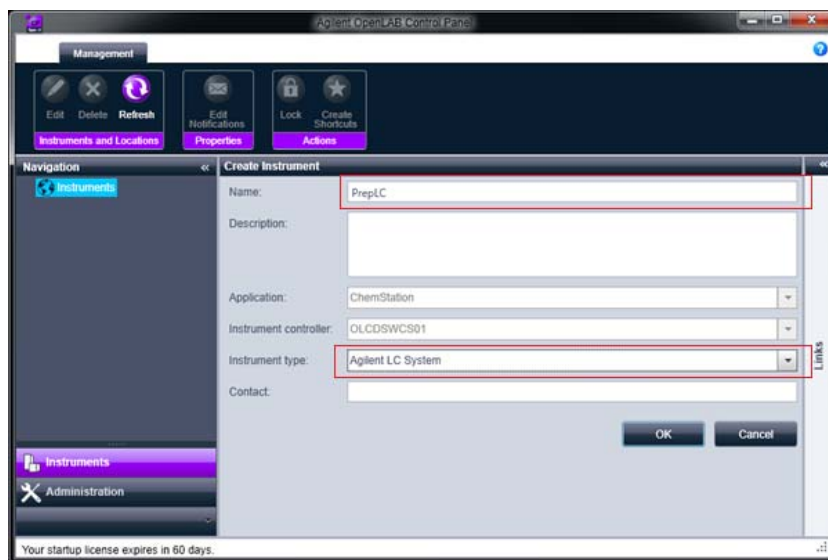 Agilent OpenLAB Control Panel
Management
Edit Delete Refresh
Edit Notifications
Lock Create Shortcuts
Instruments and Locations
Properties
Actions
Navigation
Instruments
Create Instrument
Name: PrepLC
Description:
Application: ChemStation
Instrument controller: OLCDSWCS01
Instrument type: Agilent LC System
Contact:
OK Cancel
Links
Instruments
Administration
Your startup license expires in 60 days.